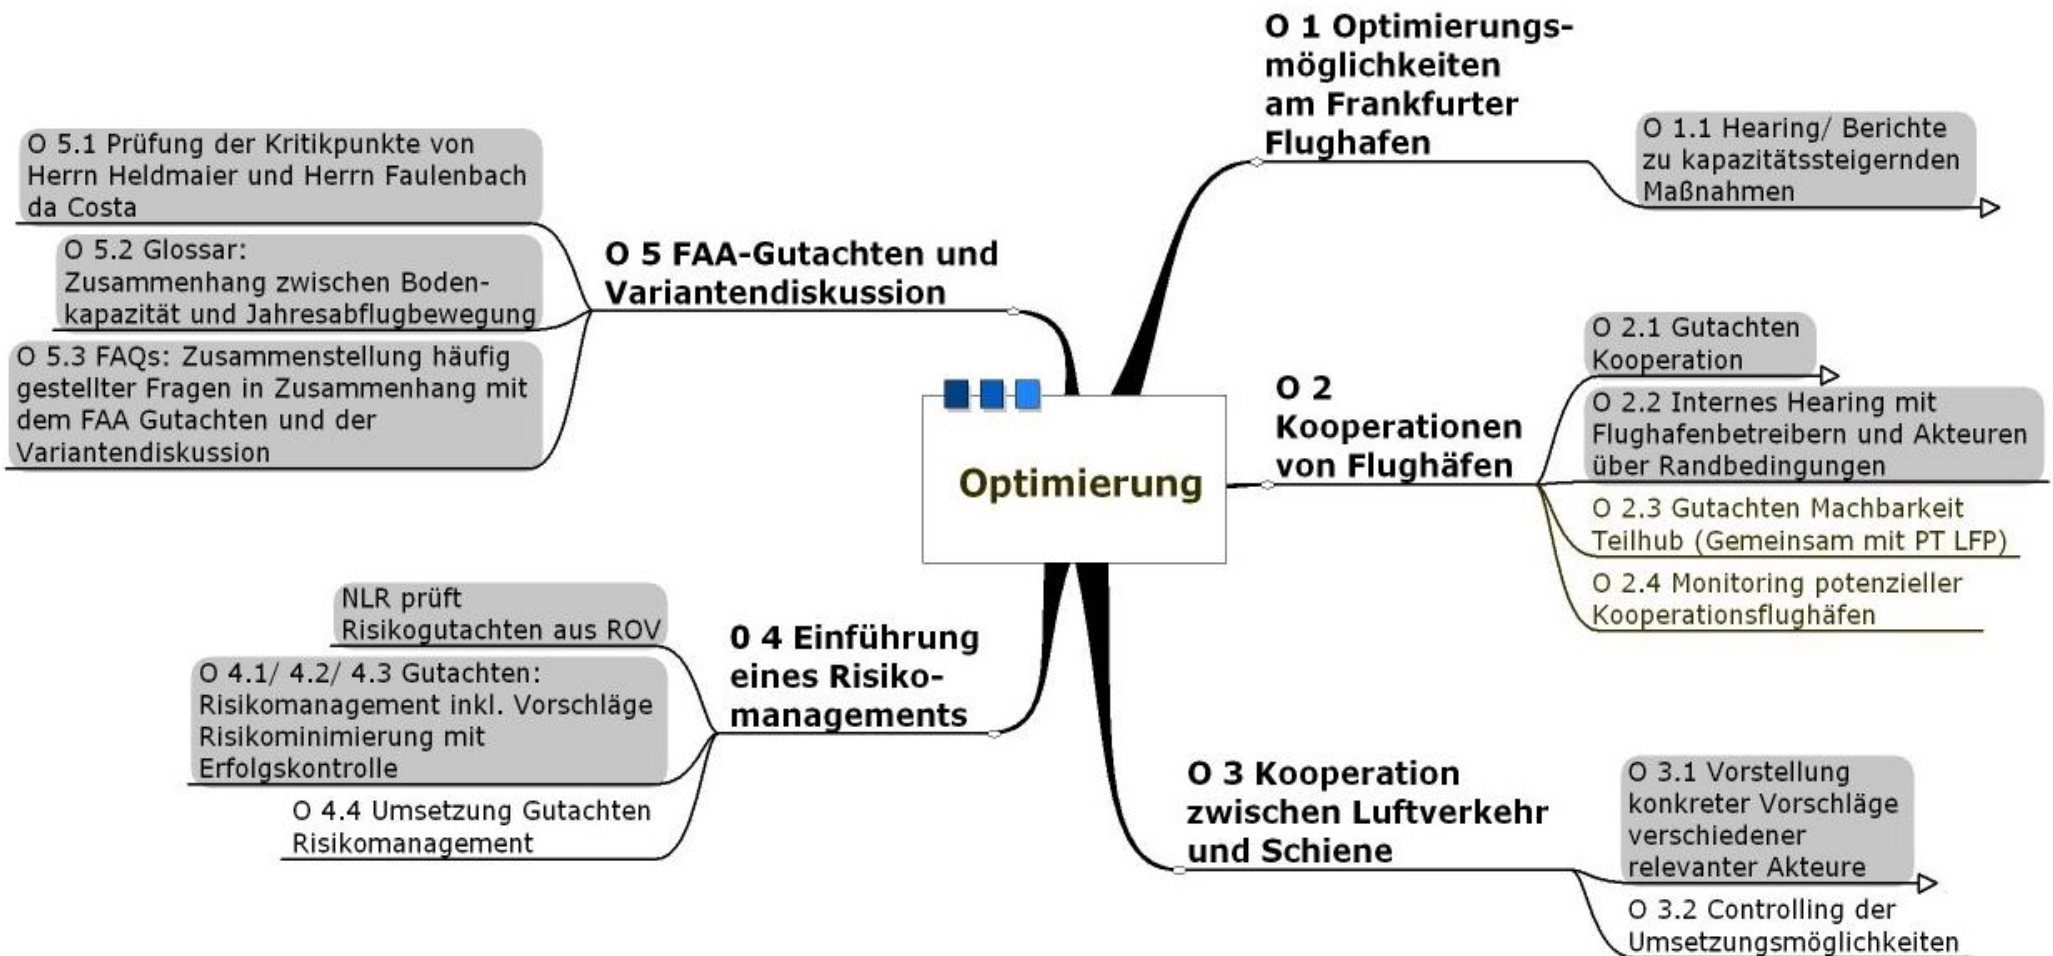 O 1 Optimierungs-
möglichkeiten
am Frankfurter
Flughafen
O 1.1 Hearing/ Berichte
zu kapazitätssteigernden
Maßnahmen
O 5.1 Prüfung der Kritikpunkte von
Herrn Heldmaier und Herrn Faulenbach
da Costa
O 5.2 Glossar:
Zusammenhang zwischen Boden-
kapazität und Jahresabflugbewegung
O 5.3 FAQs: Zusammenstellung häufig
gestellter Fragen in Zusammenhang mit
dem FAA Gutachten und der
Variantendiskussion
O 5 FAA-Gutachten und
Variantendiskussion
Optimierung
O 2
Kooperationen
von Flughäfen
O 2.1 Gutachten
Kooperation
O 2.2 Internes Hearing mit
Flughafenbetreibern und Akteuren
über Randbedingungen
O 2.3 Gutachten Machbarkeit
Teilhub (Gemeinsam mit PT LFP)
O 2.4 Monitoring potenzieller
Kooperationsflughäfen
NLR prüft
Risikogutachten aus ROV
O 4.1/ 4.2/ 4.3 Gutachten:
Risikomanagement inkl. Vorschläge
Risikominimierung mit
Erfolgskontrolle
O 4.4 Umsetzung Gutachten
Risikomanagement
0 4 Einführung
eines Risiko-
managements
O 3 Kooperation
zwischen Luftverkehr
und Schiene
O 3.1 Vorstellung
konkreter Vorschläge
verschiedener
relevanter Akteure
O 3.2 Controlling der
Umsetzungsmöglichkeiten